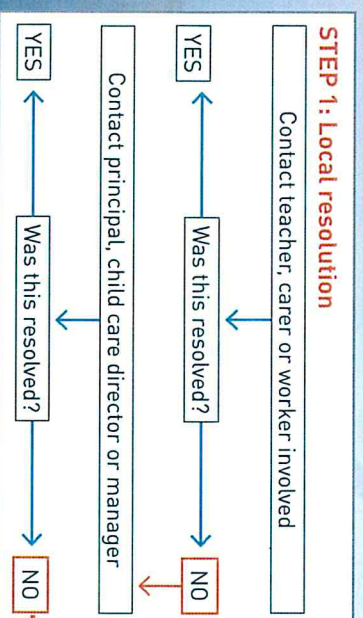 STEP 1: Local resolution
Contact teacher, carer or worker involved
YES
Was this resolved?
NO
Contact principal, child care director or manager
YES
Was this resolved?
NO